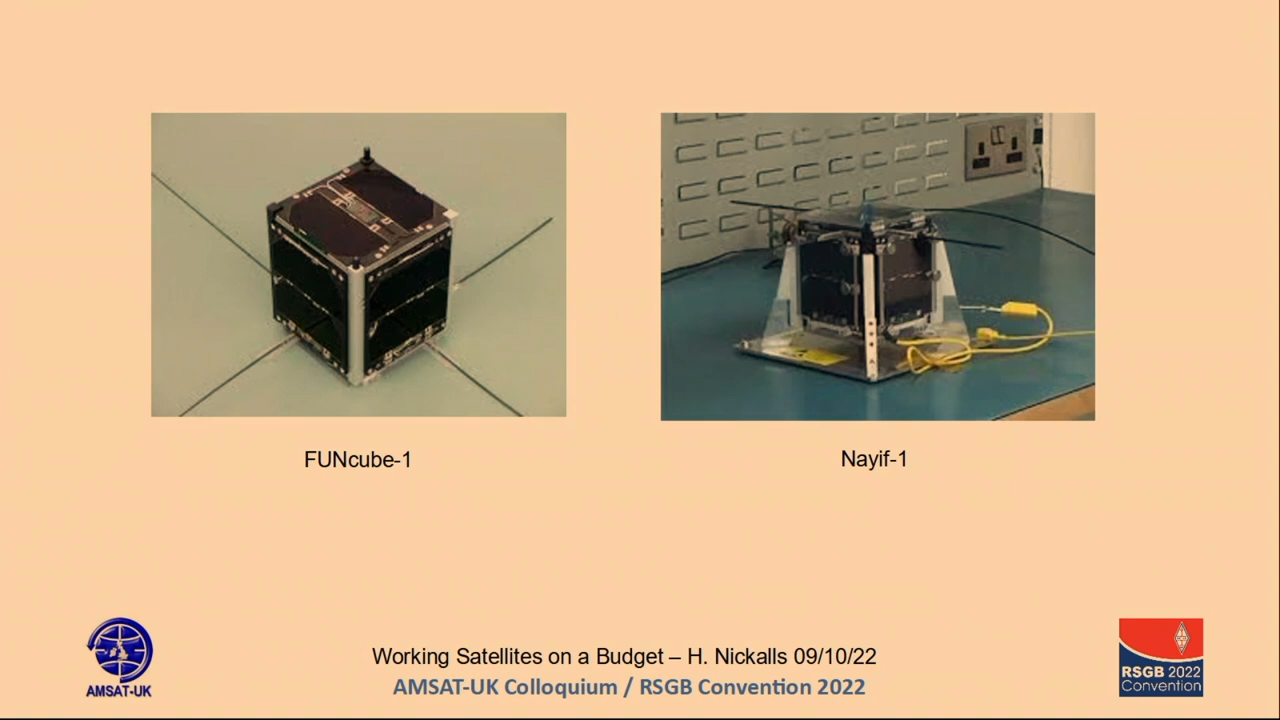 FUNcube-1
Nayif-1
Working Satellites on a Budget – H. Nickalls 09/10/22
AMSAT-UK Colloquium / RSGB Convention 2022
AMSAT-UK
RSGB 2022
Convention